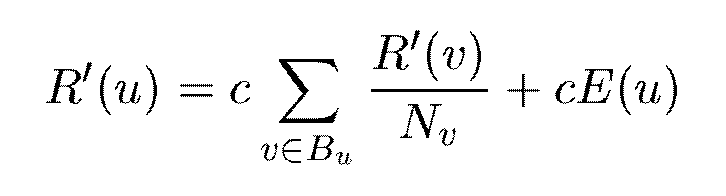 R′(u) = c ∑_{v∈B_u} R′(v)/N_v + cE(u)